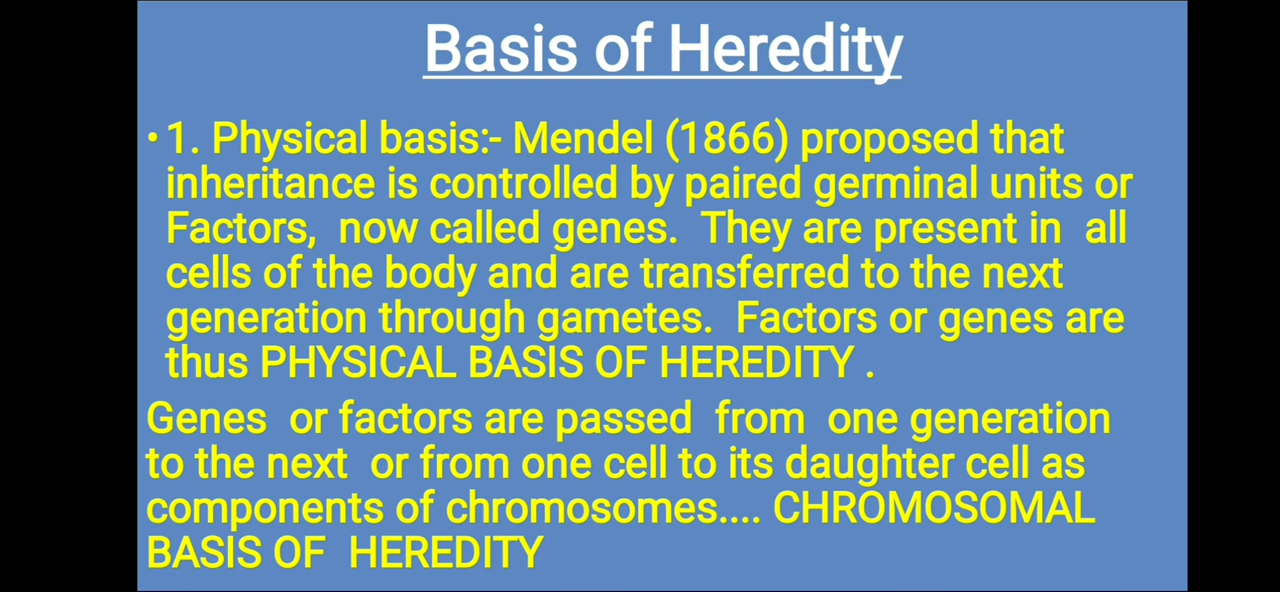 Basis of Heredity
• 1. Physical basis:- Mendel (1866) proposed that
inheritance is controlled by paired germinal units or
Factors,  now called genes.  They are present in  all
cells of the body and are transferred to the next
generation through gametes.  Factors or genes are
thus PHYSICAL BASIS OF HEREDITY .
Genes  or factors are passed  from  one generation
to the next  or from one cell to its daughter cell as
components of chromosomes.... CHROMOSOMAL
BASIS OF  HEREDITY